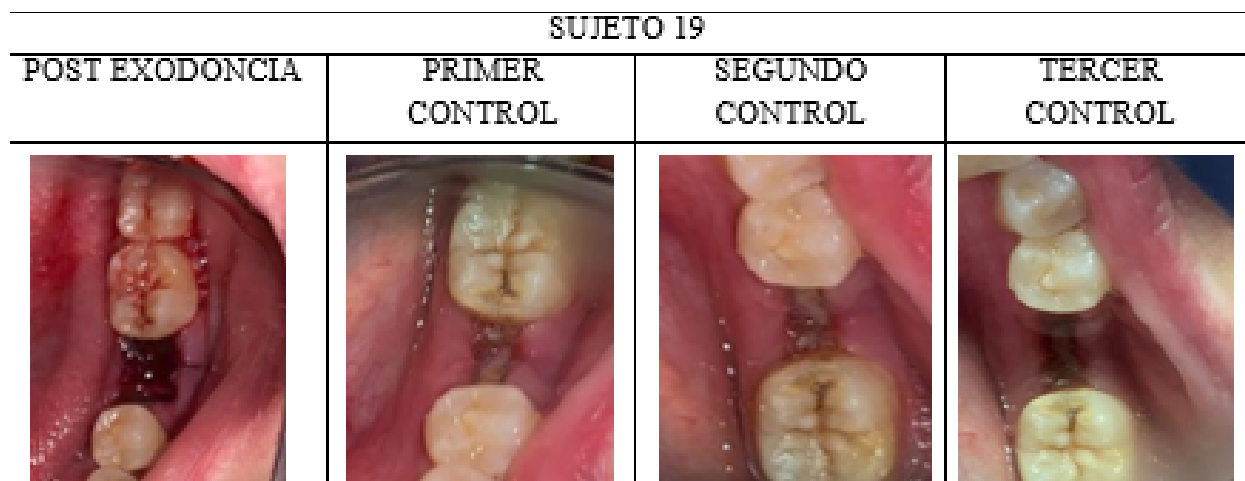 SUJETO 19
POST EXODONCIA
PRIMER
CONTROL
SEGUNDO
CONTROL
TERCER
CONTROL